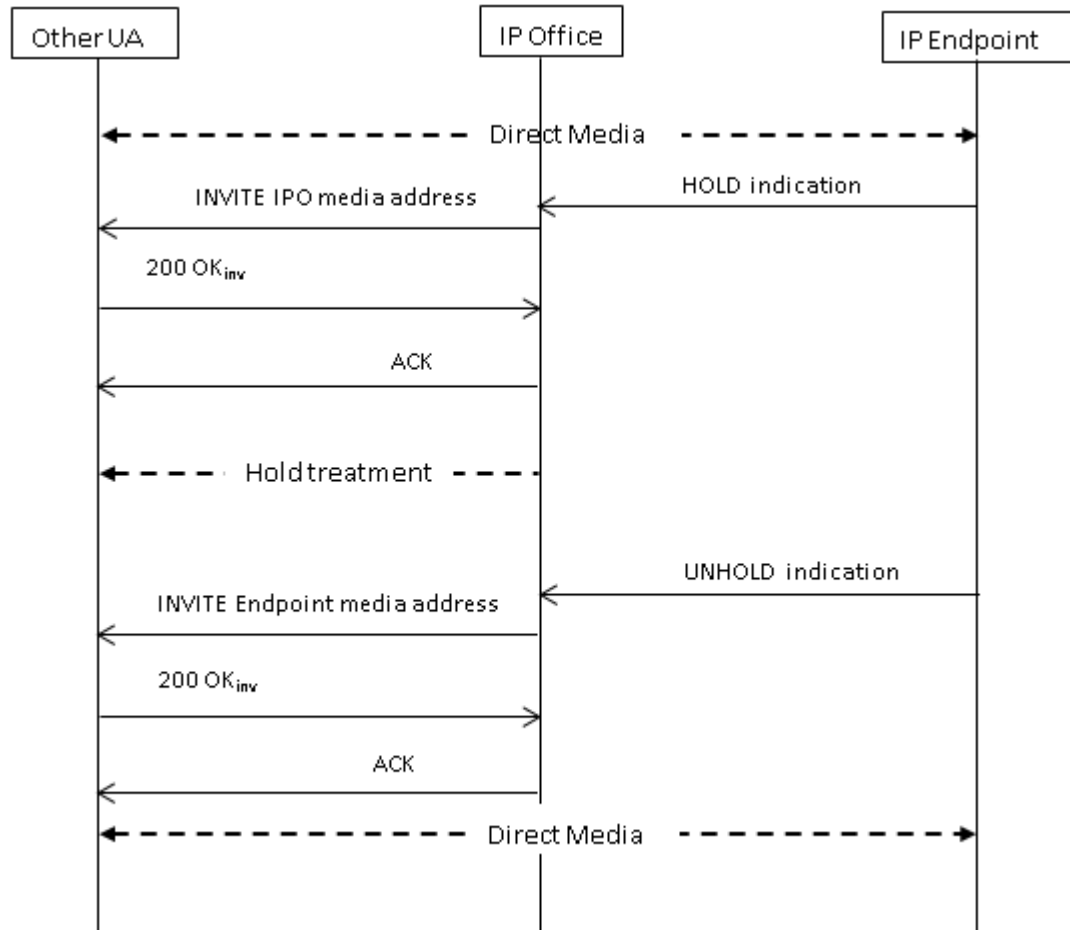 Other UA
IP Office
IP Endpoint
Direct Media
HOLD indication
INVITE IPO media address
200 OKinv
ACK
Hold treatment
UNHOLD indication
INVITE Endpoint media address
200 OKinv
ACK
Direct Media